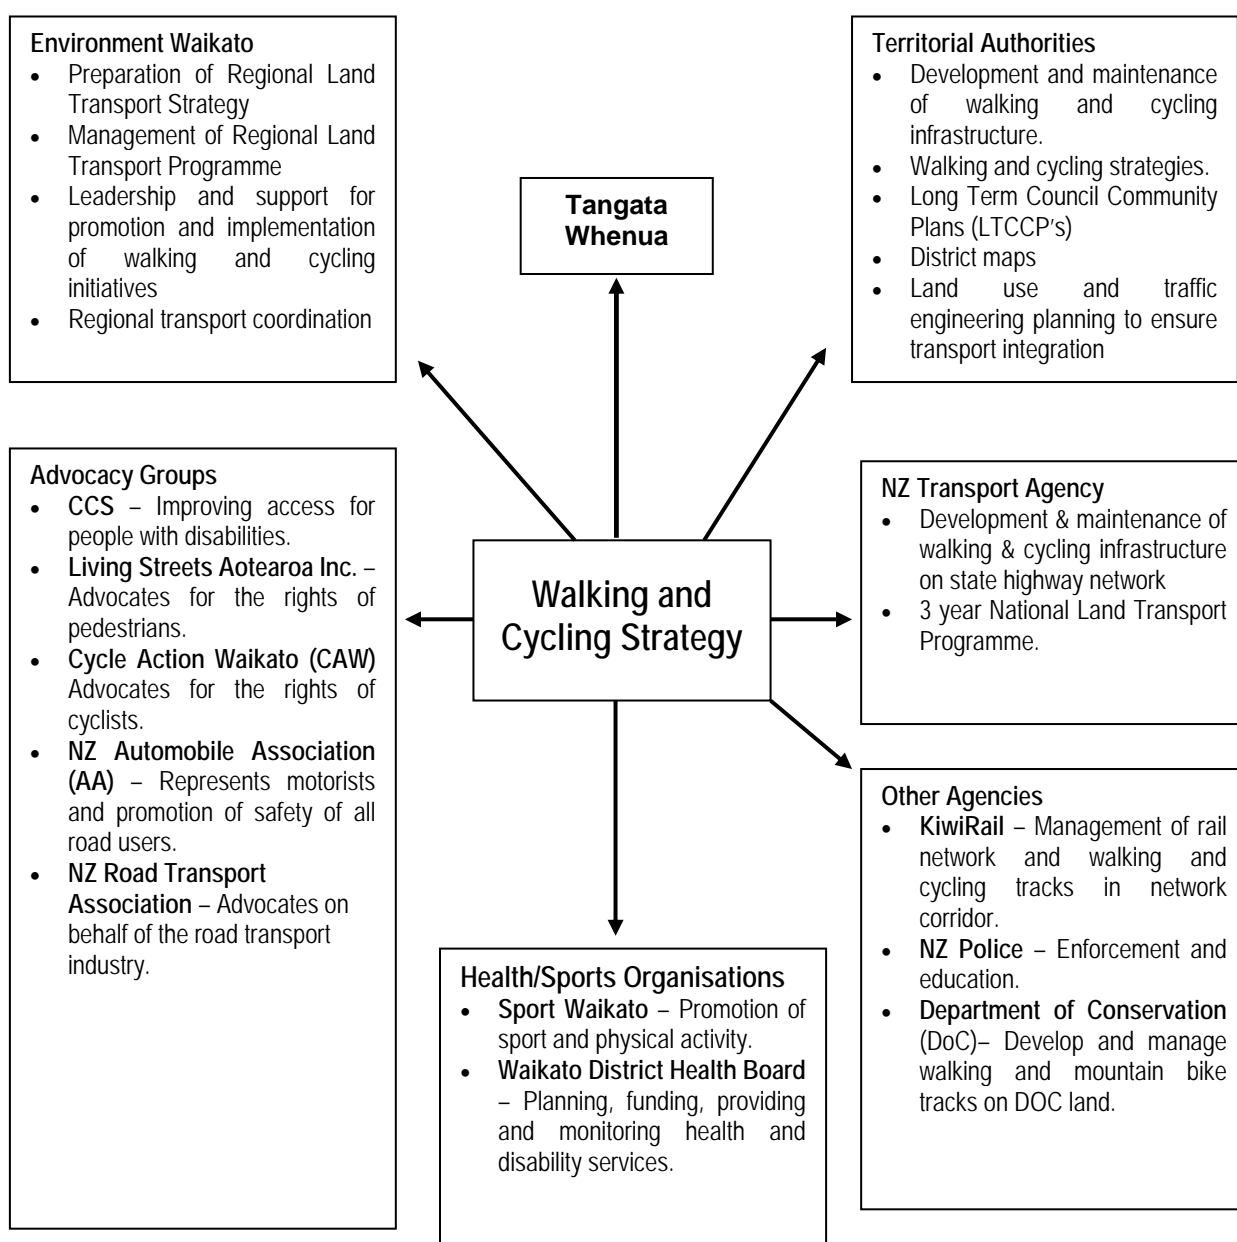 Environment Waikato
• Preparation of Regional Land
Transport Strategy
• Management of Regional Land
Transport Programme
• Leadership and support for
promotion and implementation
of walking and cycling
initiatives
• Regional transport coordination
Tangata
Whenua
Territorial Authorities
• Development and maintenance
of walking and cycling
infrastructure.
• Walking and cycling strategies.
• Long Term Council Community
Plans (LTCCP's)
• District maps
• Land use and traffic
engineering planning to ensure
transport integration
Advocacy Groups
• CCS – Improving access for
people with disabilities.
• Living Streets Aotearoa Inc. –
Advocates for the rights of
pedestrians.
• Cycle Action Waikato (CAW)
Advocates for the rights of
cyclists.
• NZ Automobile Association
(AA) – Represents motorists
and promotion of safety of all
road users.
• NZ Road Transport
Association – Advocates on
behalf of the road transport
industry.
Walking and
Cycling Strategy
NZ Transport Agency
• Development & maintenance of
walking & cycling infrastructure
on state highway network
• 3 year National Land Transport
Programme.
Health/Sports Organisations
• Sport Waikato – Promotion of
sport and physical activity.
• Waikato District Health Board
– Planning, funding, providing
and monitoring health and
disability services.
Other Agencies
• KiwiRail – Management of rail
network and walking and
cycling tracks in network
corridor.
• NZ Police – Enforcement and
education.
• Department of Conservation
(DoC)– Develop and manage
walking and mountain bike
tracks on DOC land.